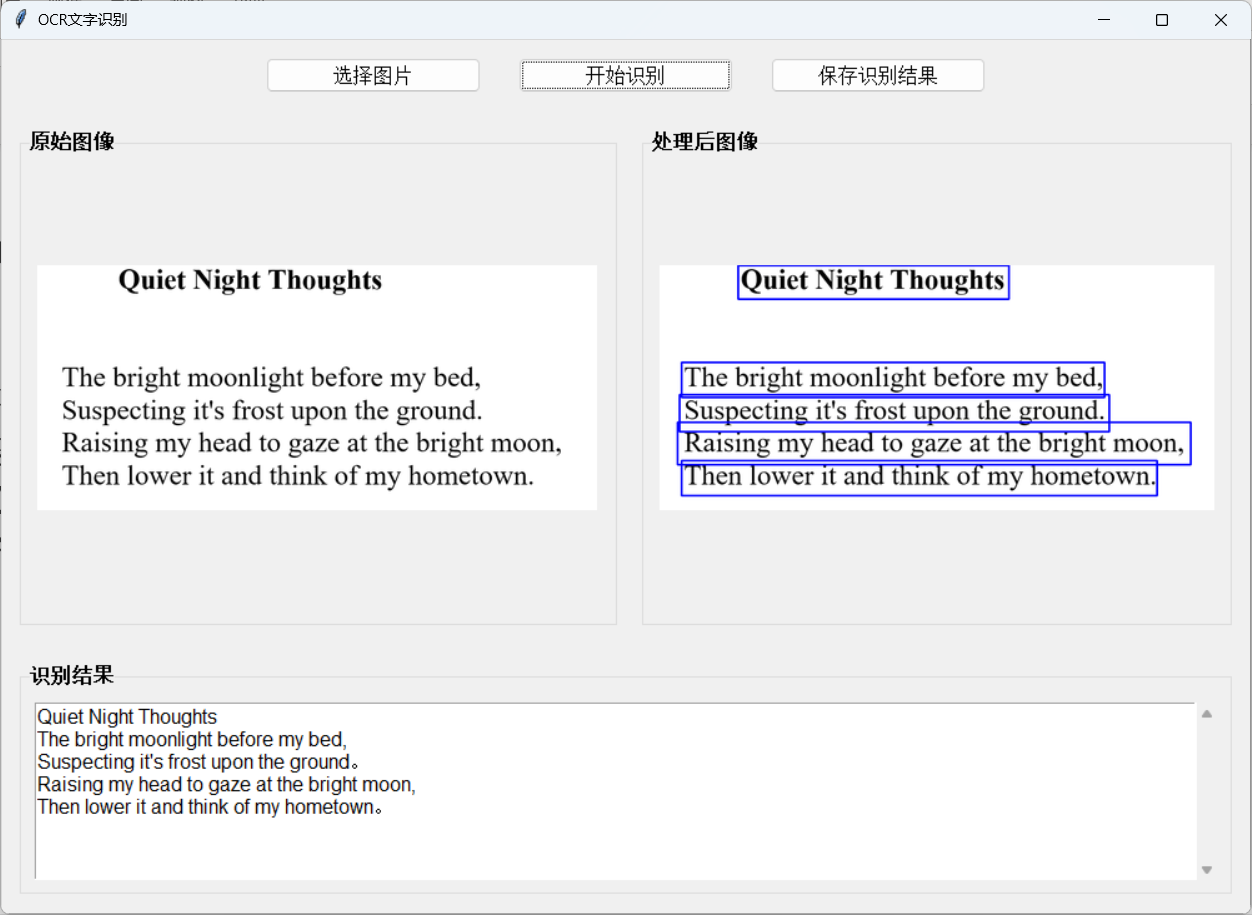 OCR文字识别
选择图片
开始识别
保存识别结果
原始图像
处理后图像
Quiet Night Thoughts
The bright moonlight before my bed,
Suspecting it's frost upon the ground.
Raising my head to gaze at the bright moon,
Then lower it and think of my hometown.
Quiet Night Thoughts
The bright moonlight before my bed,
Suspecting it's frost upon the ground.
Raising my head to gaze at the bright moon,
Then lower it and think of my hometown.
识别结果
Quiet Night Thoughts
The bright moonlight before my bed,
Suspecting it's frost upon the ground。
Raising my head to gaze at the bright moon,
Then lower it and think of my hometown。